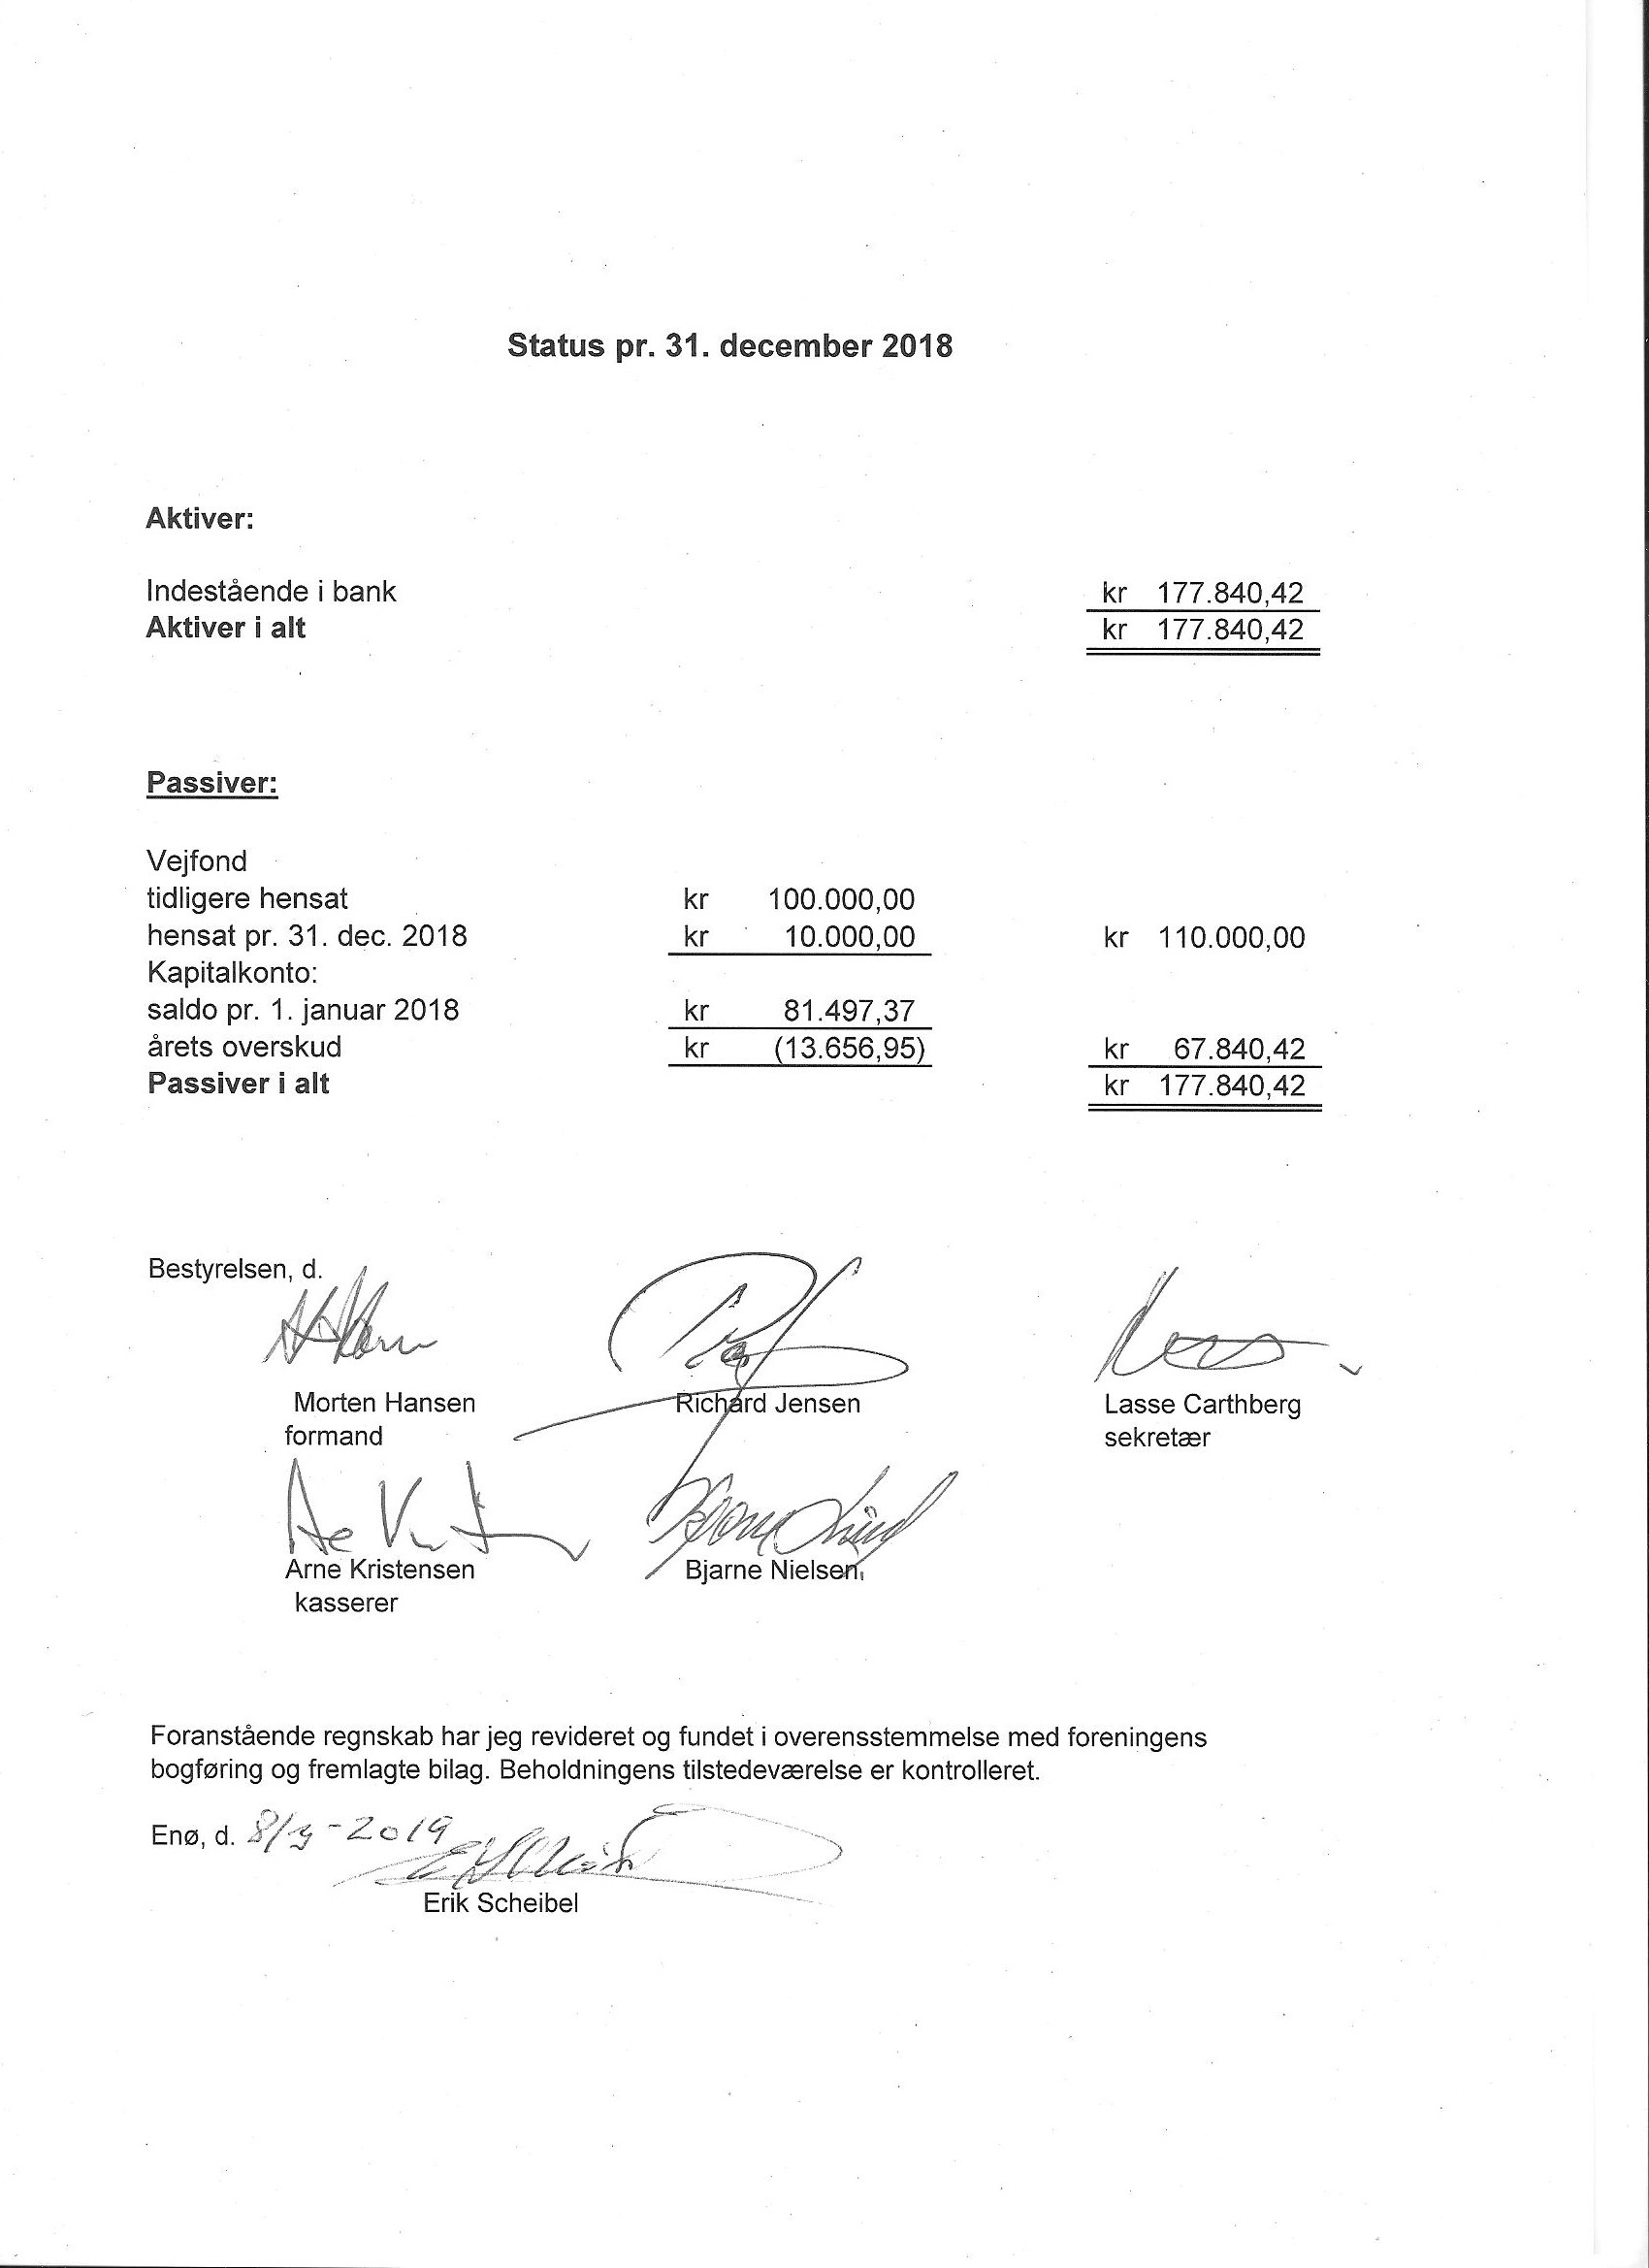 Status pr. 31. december 2018
Aktiver:
Indestående i bank kr 177.840,42
Aktiver i alt kr 177.840,42
Passiver:
Vejfond
tidligere hensat kr 100.000,00
hensat pr. 31. dec. 2018 kr 10.000,00 kr 110.000,00
Kapitalkonto:
saldo pr. 1. januar 2018 kr 81.497,37
årets overskud kr (13.656,95) kr 67.840,42
Passiver i alt kr 177.840,42
Bestyrelsen, d.
Morten Hansen Richard Jensen Lasse Carthberg
formand sekretær
Arne Kristensen Bjarne Nielsen,
kasserer
Foranstående regnskab har jeg revideret og fundet i overensstemmelse med foreningens
bogføring og fremlagte bilag. Beholdningens tilstedeværelse er kontrolleret.
Enø, d. 8/3-2019
Erik Scheibel